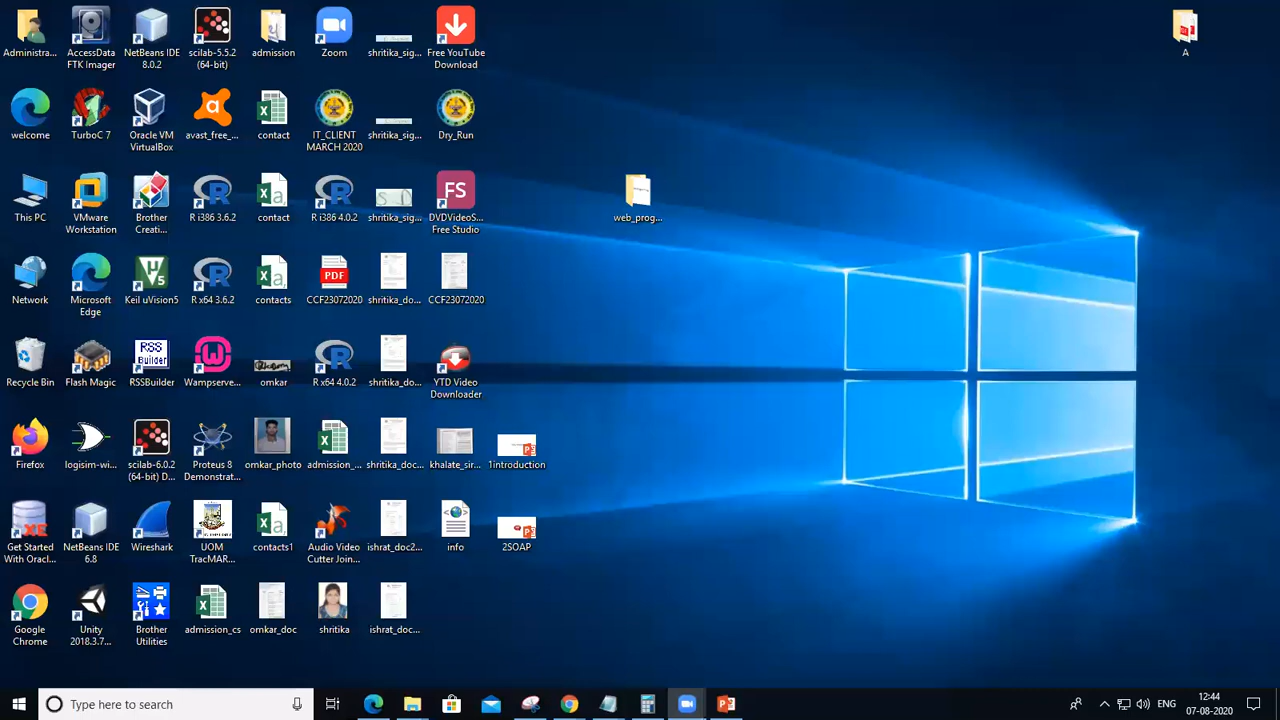 Administra...
AccessData
FTK Imager
NetBeans IDE
8.0.2
scilab-5.5.2
(64-bit)
admission
Zoom
shritika_sig...
Free YouTube
Download
A
welcome
TurboC 7
Oracle VM
VirtualBox
avast_free_...
contact
IT_CLIENT
MARCH 2020
shritika_sig...
Dry_Run
This PC
VMware
Workstation
Brother
Creati...
R i386 3.6.2
contact
R i386 4.0.2
shritika_sig...
FS
DVDVideoS...
Free Studio
web_prog...
Network
Microsoft
Edge
Keil uVision5
R x64 3.6.2
contacts
PDF
CCF23072020
shritika_do...
CCF23072020
Recycle Bin
Flash Magic
RSS
Builder
RSSBuilder
Wampserve...
omkar
R x64 4.0.2
shritika_do...
YTD Video
Downloader
Firefox
logisim-wi...
scilab-6.0.2
(64-bit) D...
Proteus 8
Demonstrat...
omkar_photo
admission_...
shritika_doc...
khalate_sir...
1introduction
Get Started
With Oracl...
NetBeans IDE
6.8
Wireshark
UOM
TracMAR...
contacts1
Audio Video
Cutter Join...
ishrat_doc2...
info
2SOAP
Google
Chrome
Unity
2018.3.7...
Brother
Utilities
admission_cs
omkar_doc
shritika
ishrat_doc...
Type here to search
ENG
12:44
07-08-2020